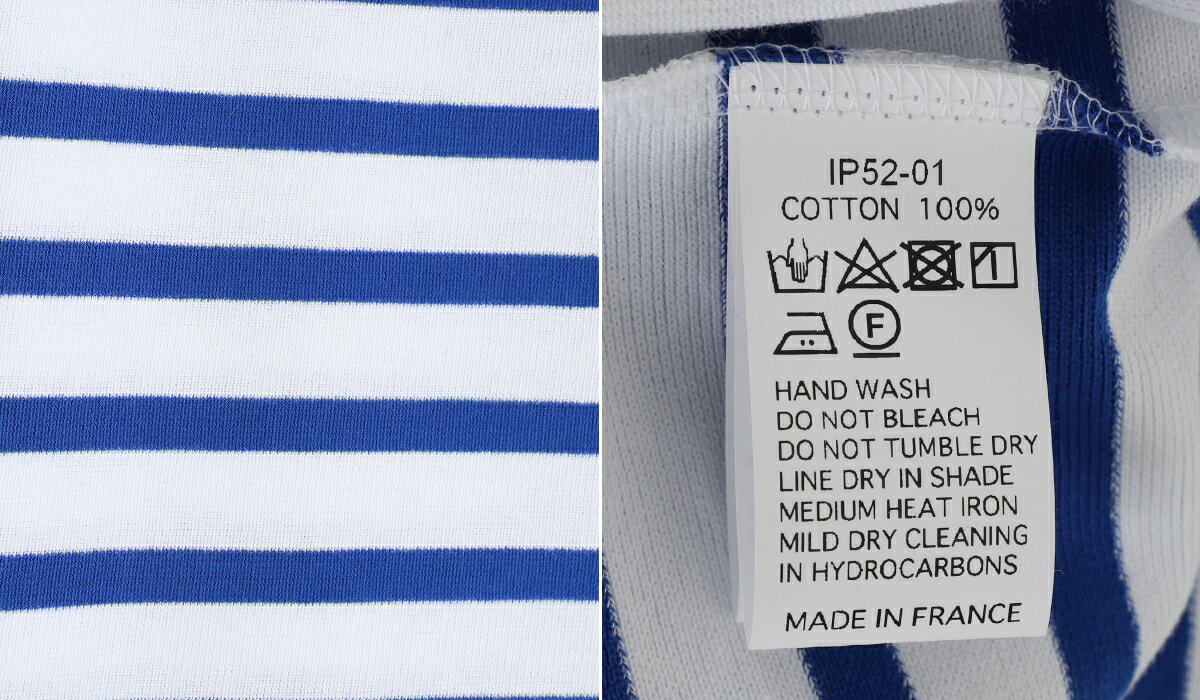 IP52-01
COTTON 100%
F
HAND WASH
DO NOT BLEACH
DO NOT TUMBLE DRY
LINE DRY IN SHADE
MEDIUM HEAT IRON
MILD DRY CLEANING
IN HYDROCARBONS
MADE IN FRANCE